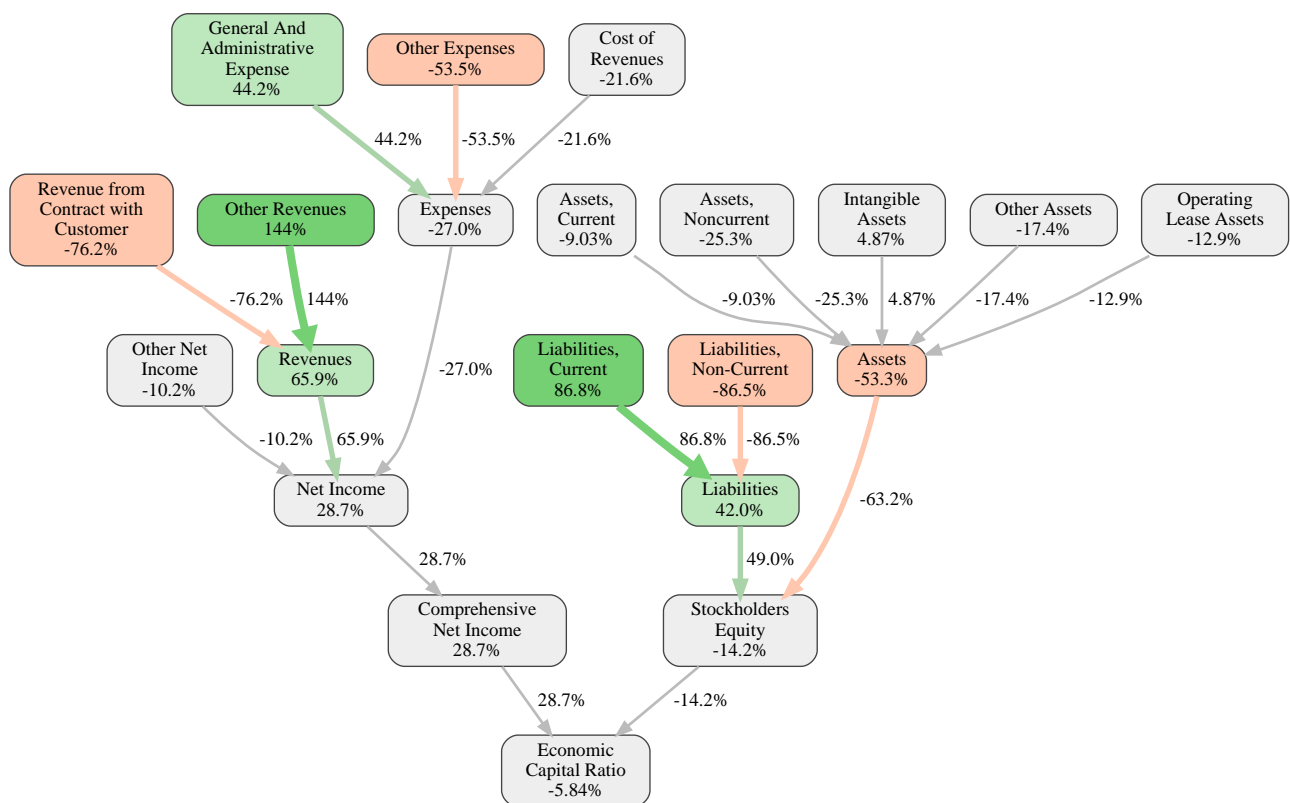 General And
Administrative
Expense
44.2%
Other Expenses
-53.5%
Cost of
Revenues
-21.6%
44.2%
-53.5%
-21.6%
Revenue from
Contract with
Customer
-76.2%
Other Revenues
144%
Expenses
-27.0%
Assets,
Current
-9.03%
Assets,
Noncurrent
-25.3%
Intangible
Assets
4.87%
Other Assets
-17.4%
Operating
Lease Assets
-12.9%
-76.2%
144%
-9.03%
-25.3%
4.87%
-17.4%
-12.9%
Other Net
Income
-10.2%
Revenues
65.9%
-27.0%
Liabilities,
Current
86.8%
Liabilities,
Non-Current
-86.5%
Assets
-53.3%
-10.2%
65.9%
86.8%
-86.5%
Net Income
28.7%
Liabilities
42.0%
-63.2%
28.7%
49.0%
Comprehensive
Net Income
28.7%
Stockholders
Equity
-14.2%
28.7%
-14.2%
Economic
Capital Ratio
-5.84%